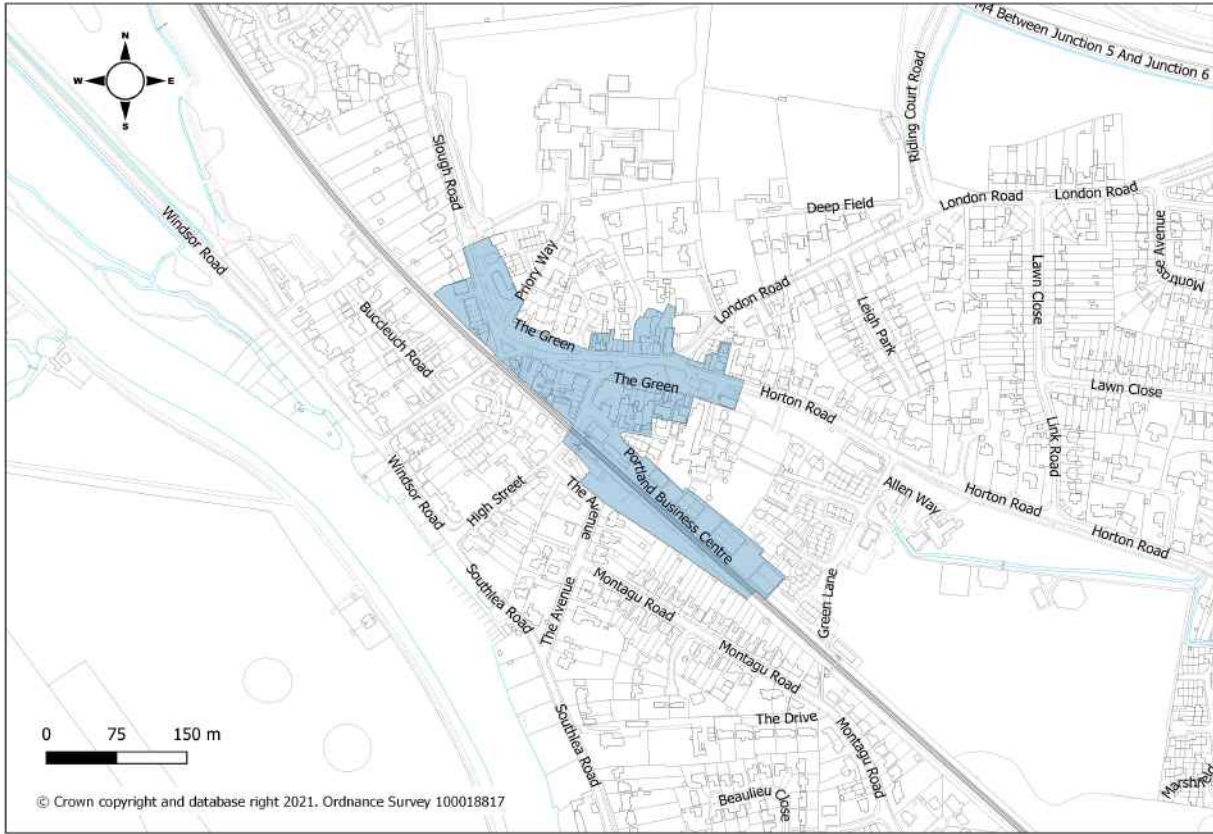 M4 Between Junction 5 And Junction 6
N
W
E
S
Riding Court Road
Slough Road
London Road
London Road
Deep Field
Windsor Road
Priory Way
Montrose Avenue
Montrose
Lawn Close
London Road
Leigh Park
Buccleuch Road
The Green
The Green
Horton Road
Lawn Close
Link Road
Portland Business Centre
Windsor Road
High Street
The Avenue
Allen Way
Horton Road
Horton Road
Southlea Road
The Avenue
Montagu Road
Green Lane
Montagu Road
The Drive
Southlea Road
Montagu Road
Marshfield
Beaulieu
Close
0 75 150 m
© Crown copyright and database right 2021. Ordnance Survey 100018817